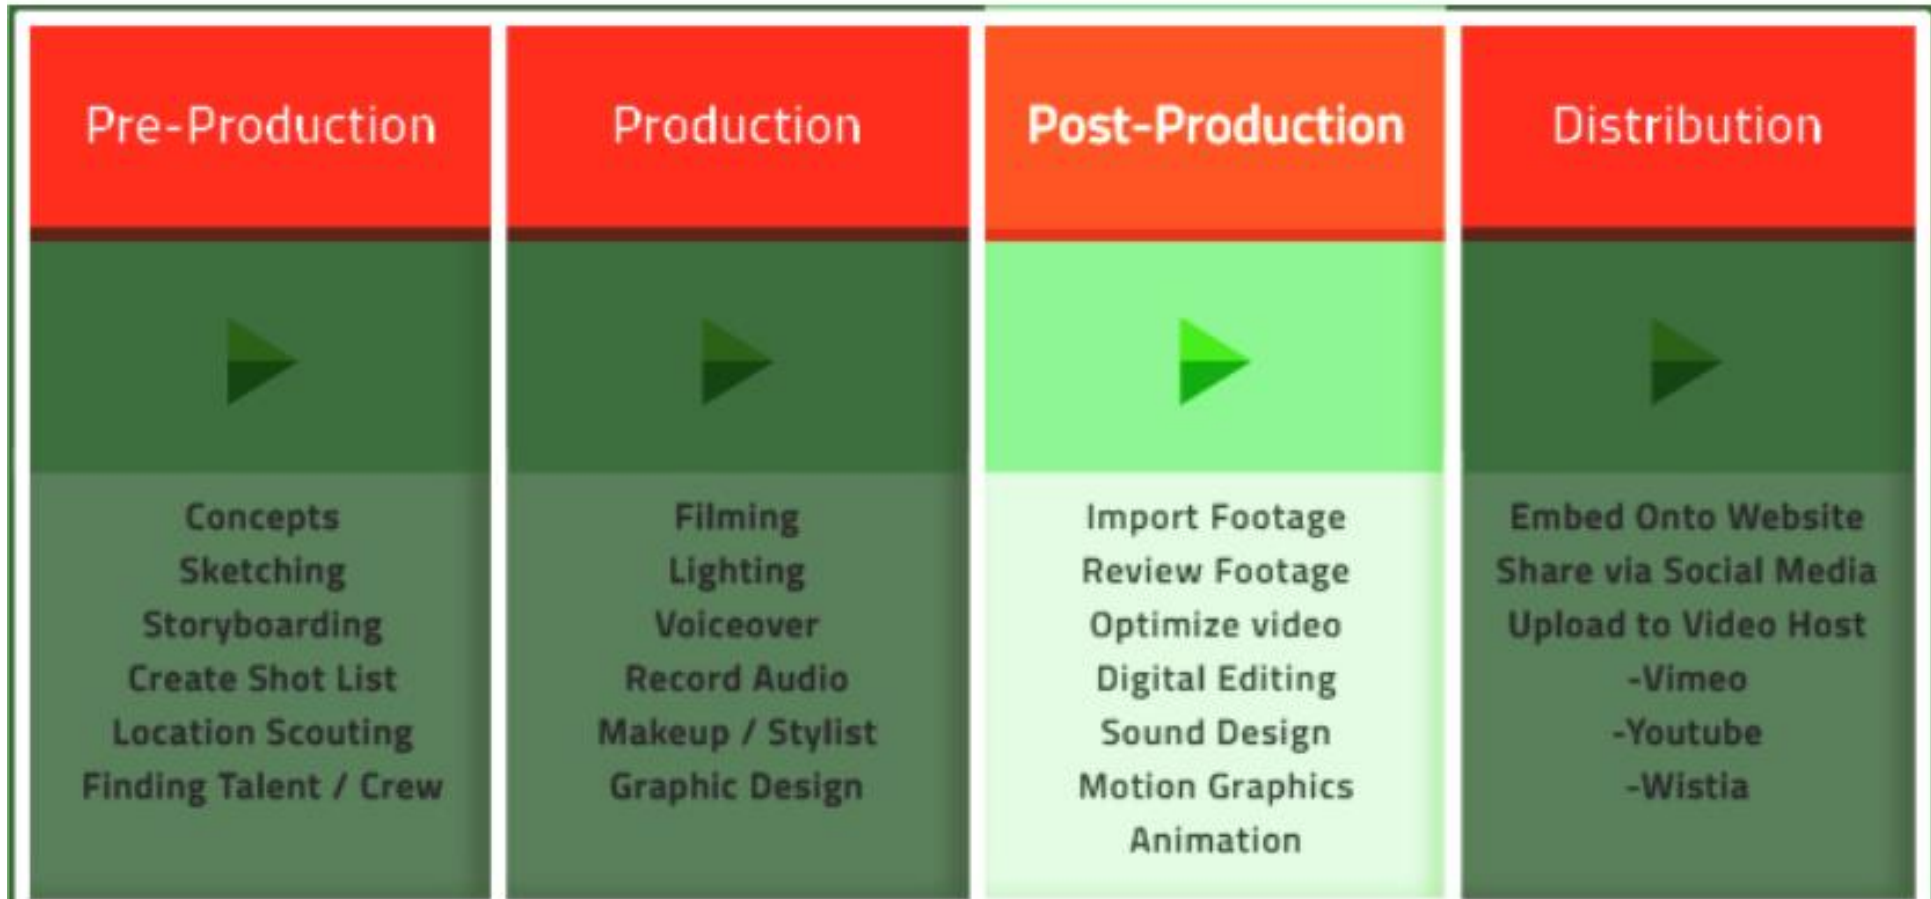 Pre-Production
Concepts
Sketching
Storyboarding
Create Shot List
Location Scouting
Finding Talent / Crew
Production
Filming
Lighting
Voiceover
Record Audio
Makeup / Stylist
Graphic Design
Post-Production
Import Footage
Review Footage
Optimize video
Digital Editing
Sound Design
Motion Graphics
Animation
Distribution
Embed Onto Website
Share via Social Media
Upload to Video Host
-Vimeo
-Youtube
-Wistia